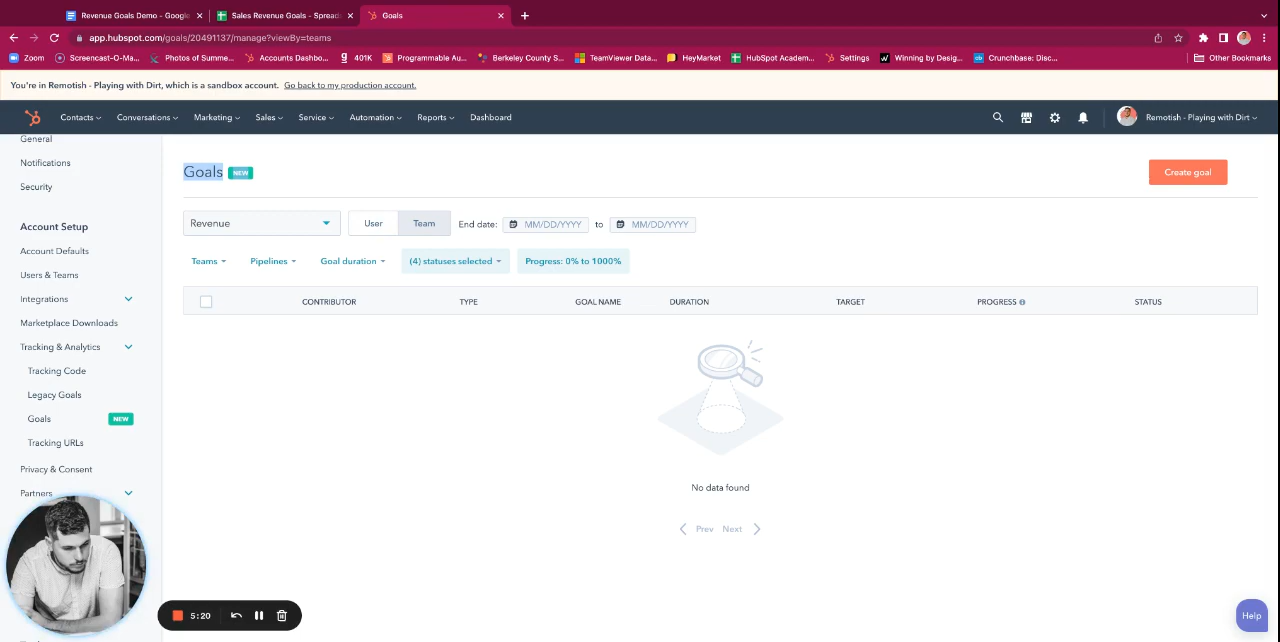 Revenue Goals Demo - Google
Sales Revenue Goals - Spreads
Goals
app.hubspot.com/goals/20491137/manage?viewBy=teams
Zoom
Screencast-O-Ma...
Photos of Summe...
Accounts Dashbo...
401K
Programmable Au...
Berkeley County S...
TeamViewer Data...
HeyMarket
HubSpot Academ...
Settings
Winning by Desig...
Crunchbase: Disc...
Other Bookmarks
You're in Remotish - Playing with Dirt, which is a sandbox account. Go back to my production account.
Contacts
Conversations
Marketing
Sales
Service
Automation
Reports
Dashboard
Remotish - Playing with Dirt
General
Notifications
Security
Account Setup
Account Defaults
Users & Teams
Integrations
Marketplace Downloads
Tracking & Analytics
Tracking Code
Legacy Goals
Goals NEW
Tracking URLs
Privacy & Consent
Partners
Goals NEW
Create goal
Revenue
User
Team
End date: MM/DD/YYYY to MM/DD/YYYY
Teams
Pipelines
Goal duration
(4) statuses selected
Progress: 0% to 1000%
CONTRIBUTOR TYPE GOAL NAME DURATION TARGET PROGRESS STATUS
No data found
Prev Next
5:20
Help